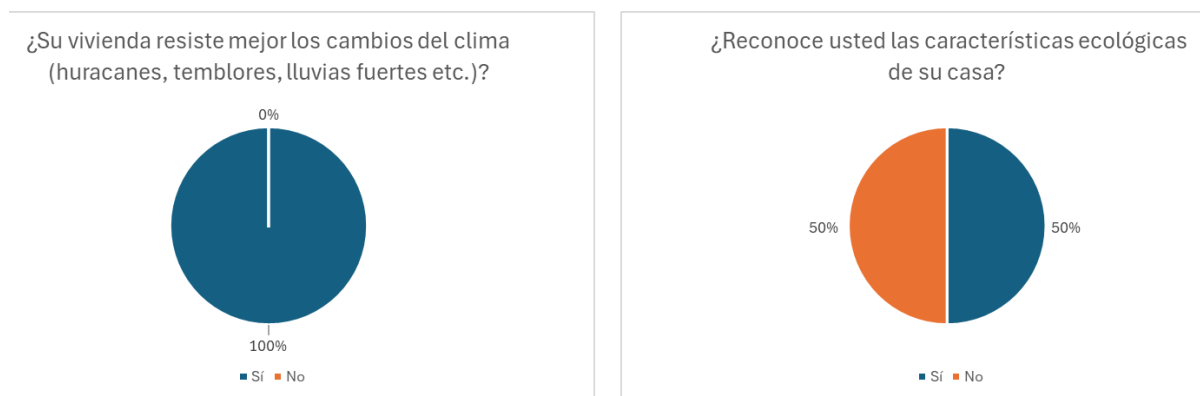 ¿Su vivienda resiste mejor los cambios del clima
(huracanes, temblores, lluvias fuertes etc.)?
0%
100%
Sí No
¿Reconoce usted las características ecológicas
de su casa?
50%
50%
Sí No